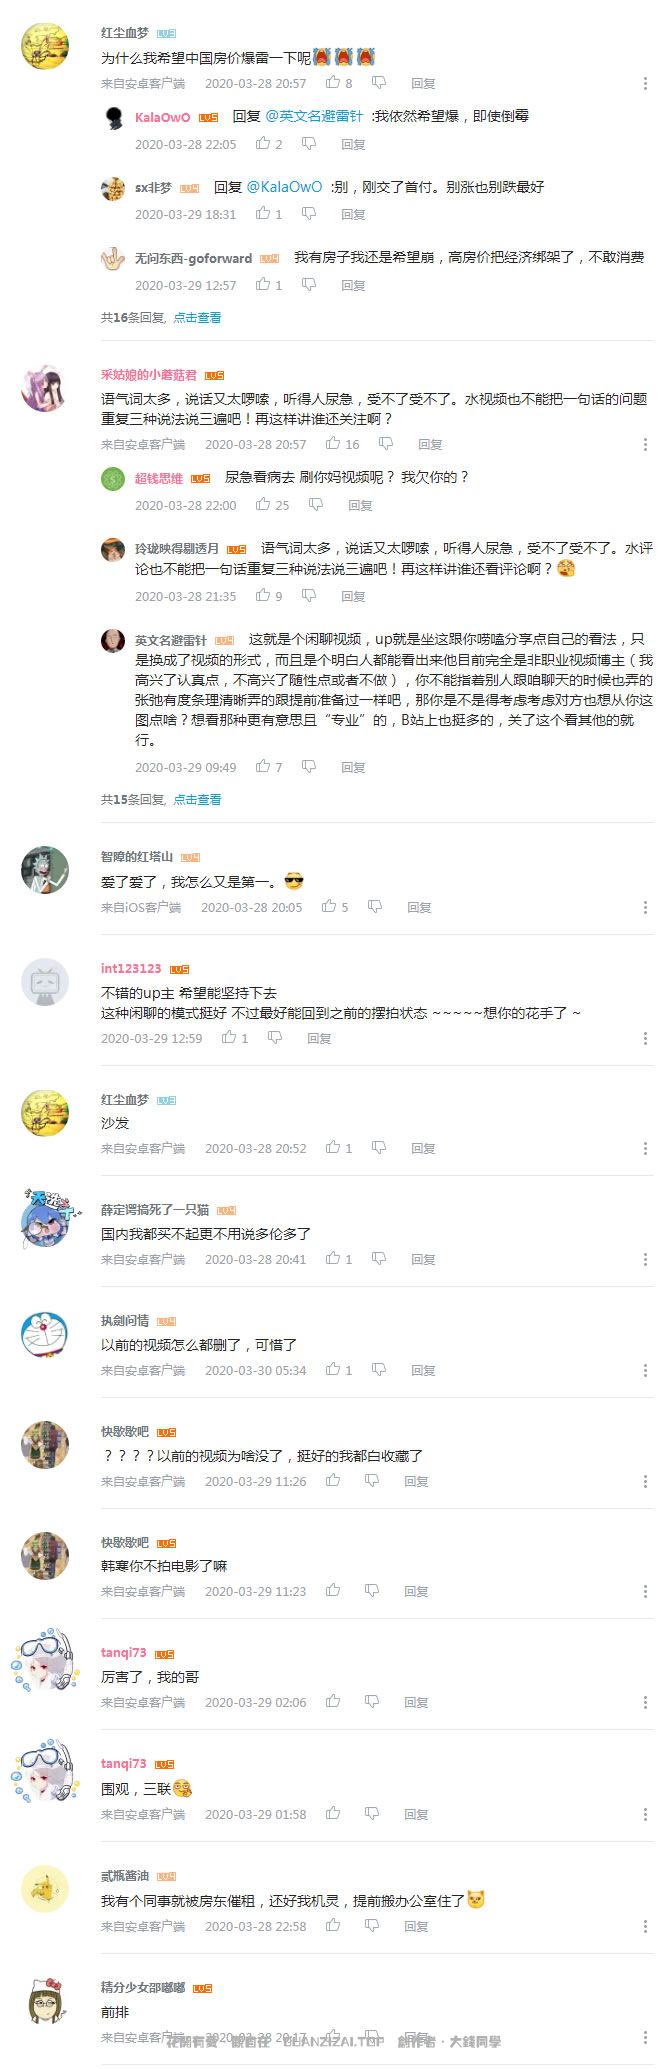 红尘血梦 LV3
为什么我希望中国房价爆雷一下呢
来自安卓客户端 2020-03-28 20:57 8 回复
KalaOwO LV5 回复 @英文名避雷针 :我依然希望爆，即使倒霉
2020-03-28 22:05 2 回复
sx非梦 LV4 回复 @KalaOwO :别，刚交了首付。别涨也别跌最好
2020-03-29 18:31 1 回复
无问东西-goforward LV4 我有房子我还是希望崩，高房价把经济绑架了，不敢消费
2020-03-29 12:57 1 回复
共16条回复, 点击查看
采姑娘的小蘑菇君 LV5
语气词太多，说话又太啰嗦，听得人尿急，受不了受不了。水视频也不能把一句话的问题
重复三种说法说三遍吧！再这样讲谁还关注啊？
来自安卓客户端 2020-03-28 20:57 16 回复
超钱思维 LV5 尿急看病去 刷你妈视频呢？ 我欠你的？
2020-03-28 22:00 25 回复
玲珑映得剔透月 LV5 语气词太多，说话又太啰嗦，听得人尿急，受不了受不了。水评
论也不能把一句话重复三种说法说三遍吧！再这样讲谁还看评论啊？
2020-03-28 21:35 9 回复
英文名避雷针 LV4 这就是个闲聊视频，up就是坐这跟你唠嗑分享点自己的看法，只
是换成了视频的形式，而且是个明白人都能看出来他目前完全是非职业视频博主（我
高兴了认真点，不高兴了随性点或者不做），你不能指着别人跟咱聊天的时候也弄的
张弛有度条理清晰弄的跟提前准备过一样吧，那你是不是得考虑考虑对方也想从你这
图点啥？想看那种更有意思且“专业”的，B站上也挺多的，关了这个看其他的就
行。
2020-03-29 09:49 7 回复
共15条回复, 点击查看
智障的红塔山 LV4
爱了爱了，我怎么又是第一。
来自iOS客户端 2020-03-28 20:05 5 回复
int123123 LV5
不错的up主 希望能坚持下去
这种闲聊的模式挺好 不过最好能回到之前的摆拍状态 ~~~~~想你的花手了 ~
2020-03-29 12:59 1 回复
红尘血梦 LV3
沙发
来自安卓客户端 2020-03-28 20:52 1 回复
薛定谔搞死了一只猫 LV4
国内我都买不起更不用说多伦多了
来自安卓客户端 2020-03-28 20:41 1 回复
执劍问情 LV4
以前的视频怎么都删了，可惜了
来自安卓客户端 2020-03-30 05:34 1 回复
快歇歇吧 LV5
？？？？以前的视频为啥没了，挺好的我都白收藏了
来自安卓客户端 2020-03-29 11:26 回复
快歇歇吧 LV5
韩寒你不拍电影了嘛
来自安卓客户端 2020-03-29 11:23 回复
tanqi73 LV5
厉害了，我的哥
来自安卓客户端 2020-03-29 02:06 回复
tanqi73 LV5
围观，三联
来自安卓客户端 2020-03-29 01:58 回复
贰瓶酱油 LV4
我有个同事就被房东催租，还好我机灵，提前搬办公室住了
来自安卓客户端 2020-03-28 22:58 回复
精分少女邵嘟嘟 LV5
前排
来自安卓客户端 2020-03-28 20:17 回复